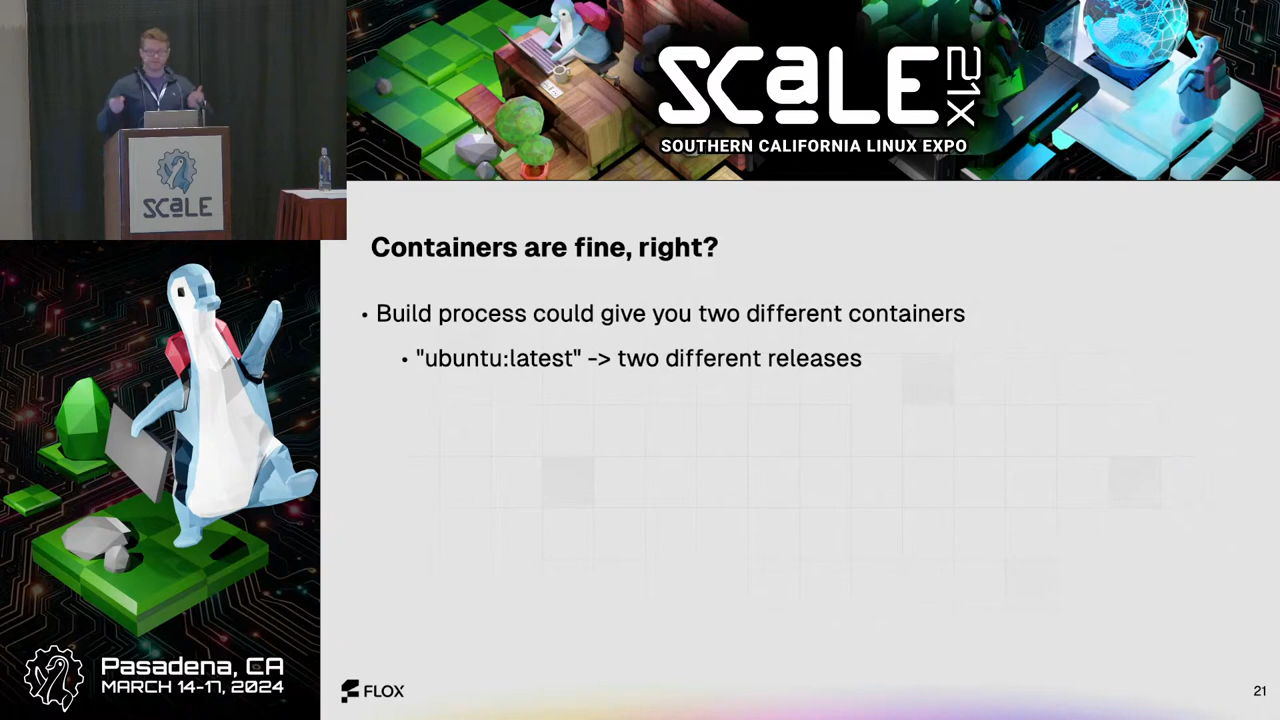 SCaLE 21X
SOUTHERN CALIFORNIA LINUX EXPO
SCaLE
Containers are fine, right?
• Build process could give you two different containers
• "ubuntu:latest" -> two different releases
Pasadena, CA
MARCH 14-17, 2024
FLOX
21